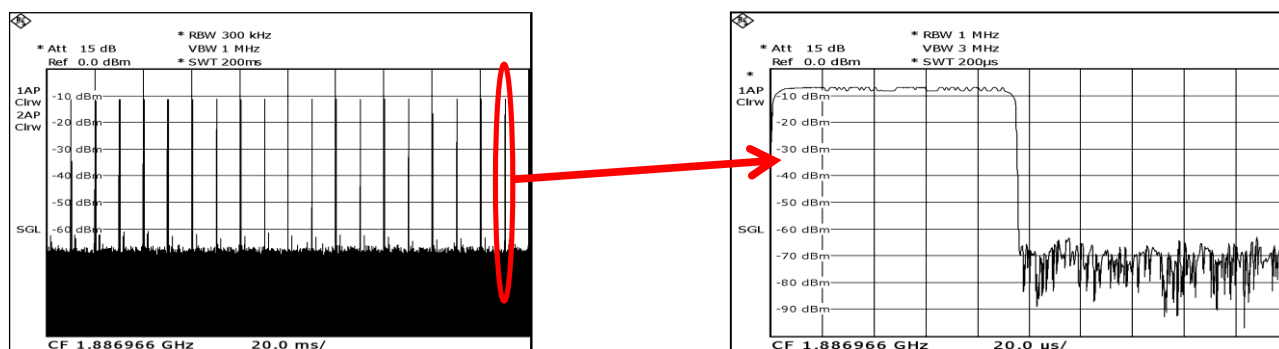 * RBW 300 kHz
* Att 15 dB VBW 1 MHz
Ref 0.0 dBm * SWT 200ms
1AP
Clrw
2AP
Clrw
SGL
-10 dBm
-20 dBm
-30 dBm
-40 dBm
-50 dBm
-60 dBm
CF 1.886966 GHz 20.0 ms/
* RBW 1 MHz
* Att 15 dB VBW 3 MHz
Ref 0.0 dBm * SWT 200µs
*
1AP
Clrw
SGL
-10 dBm
-20 dBm
-30 dBm
-40 dBm
-50 dBm
-60 dBm
-70 dBm
-80 dBm
-90 dBm
CF 1.886966 GHz 20.0 µs/